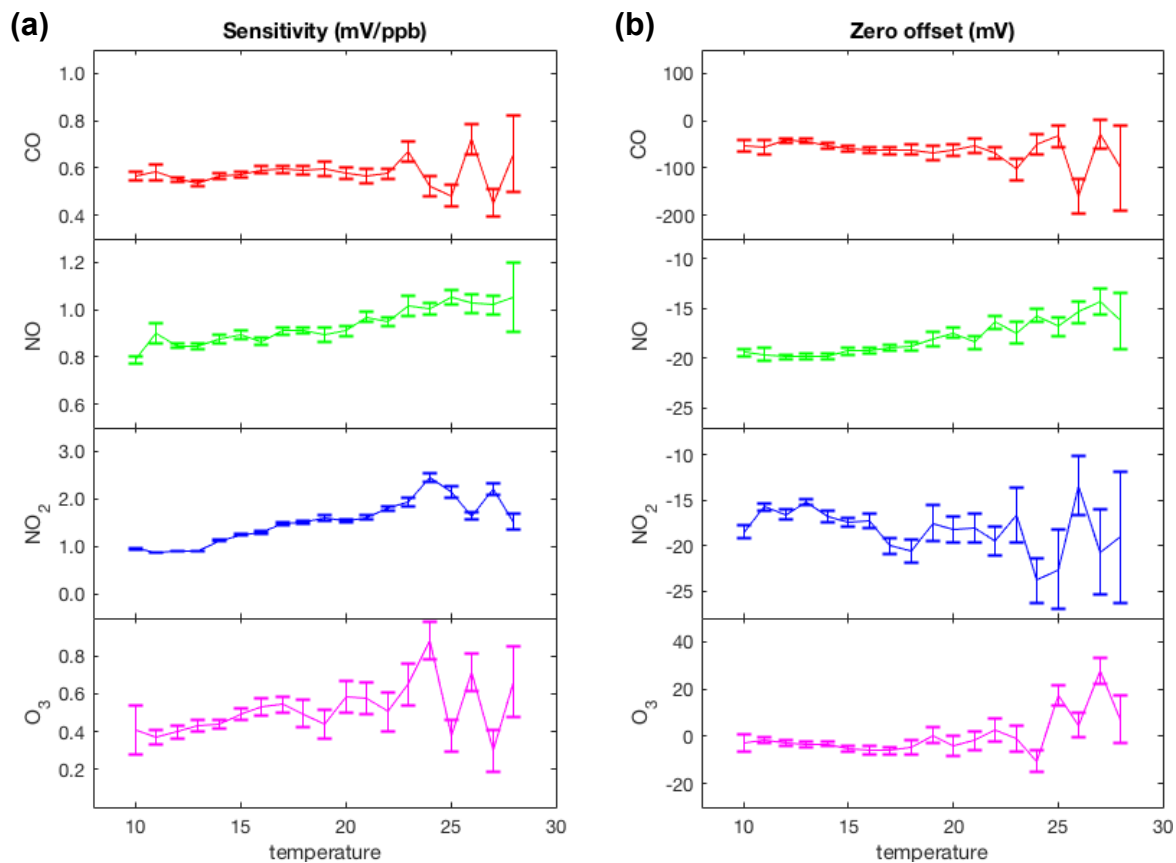 (a)
Sensitivity (mV/ppb)
1.0
0.8
0.6
0.4
CO
1.2
1.0
0.8
0.6
NO
3.0
2.0
1.0
0.0
NO₂
0.8
0.6
0.4
0.2
O₃
10 15 20 25 30
temperature
(b)
Zero offset (mV)
100
0
-100
-200
CO
-10
-15
-20
-25
NO
-10
-15
-20
-25
NO₂
40
20
0
-20
O₃
10 15 20 25 30
temperature